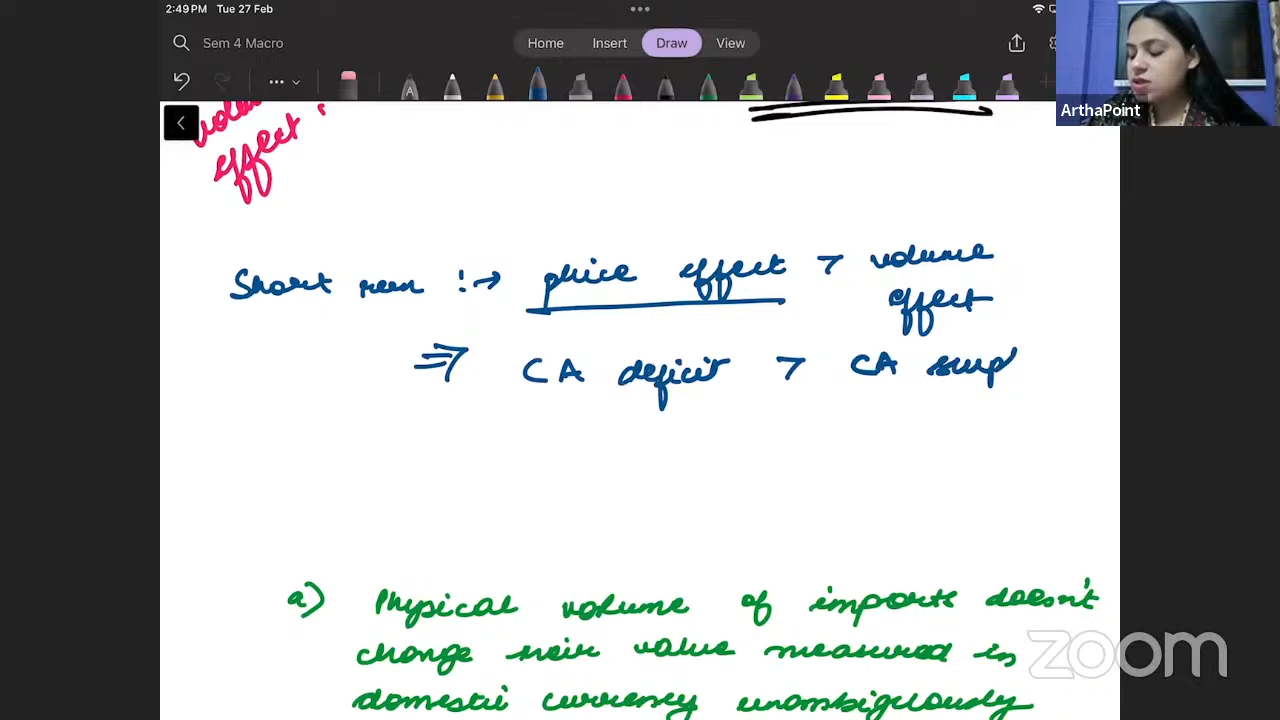 2:49 PM Tue 27 Feb
Sem 4 Macro
Home Insert Draw View
A
ArthaPoint
effect
Short run :→ price effect > volume
effect
⇒ CA deficit > CA surp
a) Physical volume of imports doesn't
change their value measured in
domestic currency unambiguously
zoom